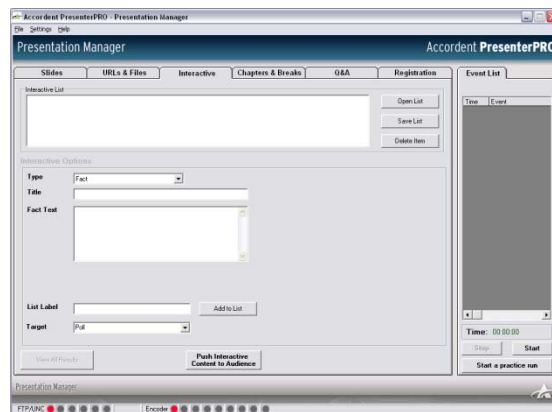 Accordent PresenterPRO - Presentation Manager
File Settings Help
Presentation Manager
Accordent PresenterPRO
Slides
URLs & Files
Interactive
Chapters & Breaks
Q&A
Registration
Event List
Interactive List
Open List
Save List
Delete Item
Time Event
Interactive Options
Type
Fact
Title
Fact Text
List Label
Add to List
Target
Poll
View All Results
Push Interactive
Content to Audience
Time: 00:00:00
Stop
Start
Start a practice run
Presentation Manager
FTP/UNC
Encoder